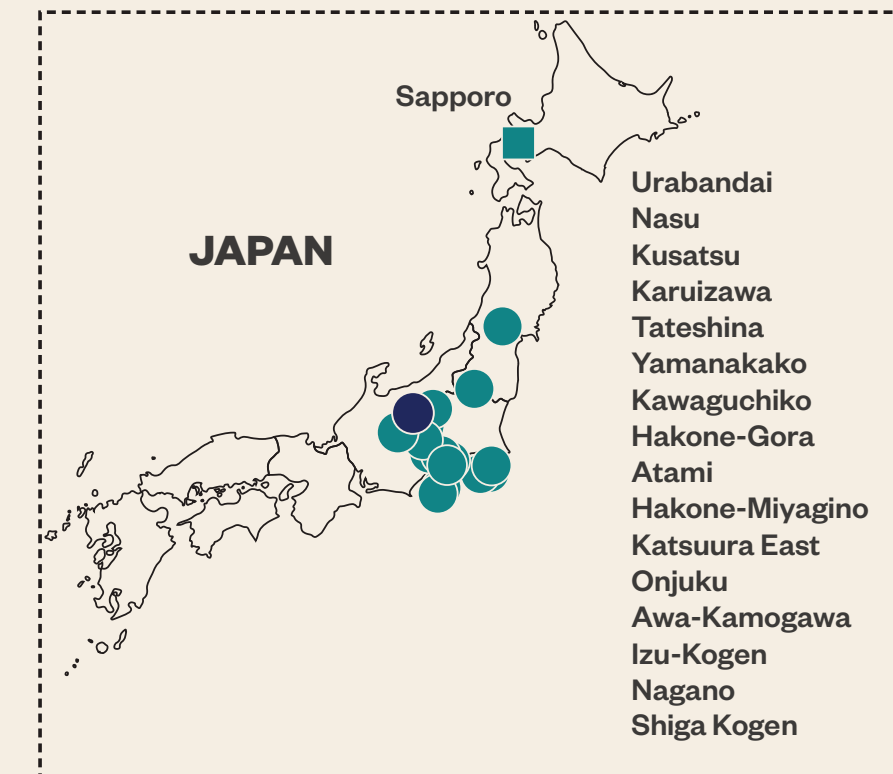 Sapporo
JAPAN
Urabandai
Nasu
Kusatsu
Karuizawa
Tateshina
Yamanakako
Kawaguchiko
Hakone-Gora
Atami
Hakone-Miyagino
Katsuura East
Onjuku
Awa-Kamogawa
Izu-Kogen
Nagano
Shiga Kogen